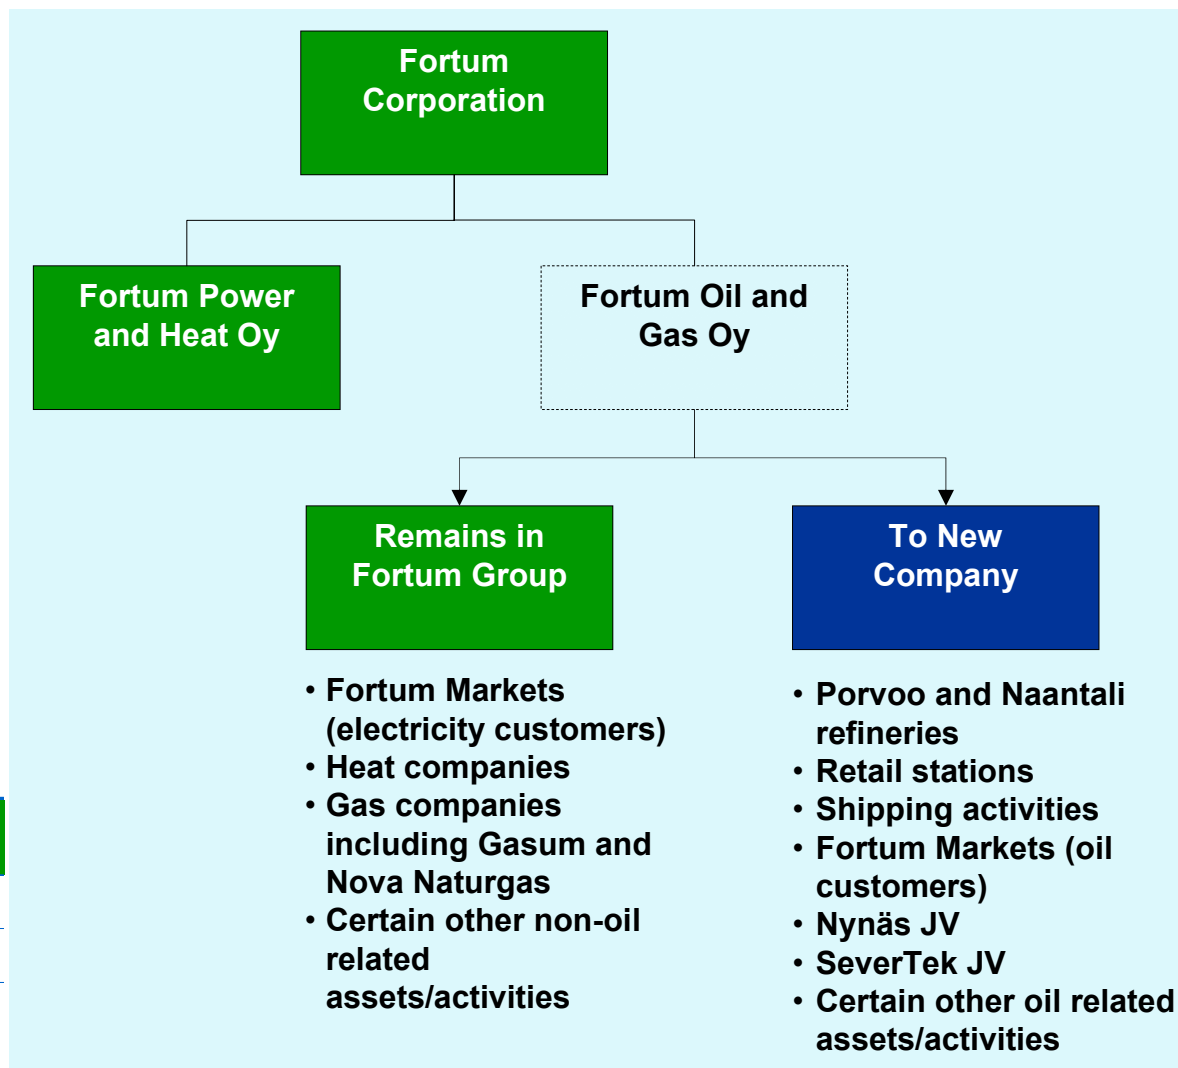 Fortum
Corporation
Fortum Power
and Heat Oy
Fortum Oil and
Gas Oy
Remains in
Fortum Group
To New
Company
• Fortum Markets
(electricity customers)
• Heat companies
• Gas companies
including Gasum and
Nova Naturgas
• Certain other non-oil
related
assets/activities
• Porvoo and Naantali
refineries
• Retail stations
• Shipping activities
• Fortum Markets (oil
customers)
• Nynäs JV
• SeverTek JV
• Certain other oil related
assets/activities